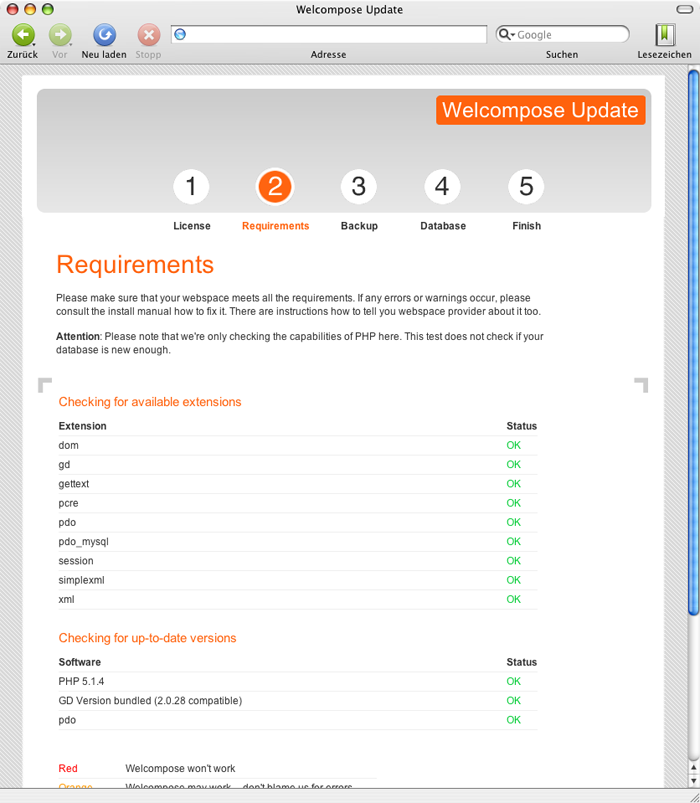 Welcompose Update
Zurück
Vor
Neu laden
Stopp
Adresse
Google
Suchen
Lesezeichen
Welcompose Update
1 2 3 4 5
License Requirements Backup Database Finish
Requirements
Please make sure that your webspace meets all the requirements. If any errors or warnings occur, please
consult the install manual how to fix it. There are instructions how to tell you webspace provider about it too.
Attention: Please note that we're only checking the capabilities of PHP here. This test does not check if your
database is new enough.
Checking for available extensions
Extension Status
dom OK
gd OK
gettext OK
pcre OK
pdo OK
pdo_mysql OK
session OK
simplexml OK
xml OK
Checking for up-to-date versions
Software Status
PHP 5.1.4 OK
GD Version bundled (2.0.28 compatible) OK
pdo OK
Red Welcompose won't work
Orange Welcompose may work... don't blame us for errors